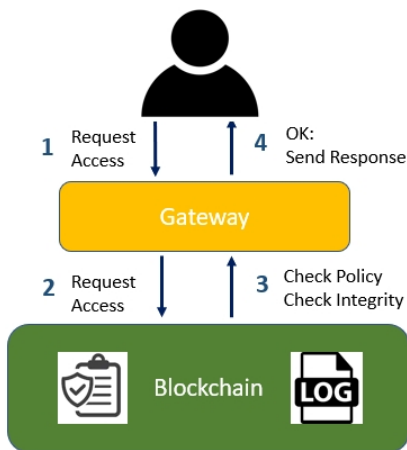 1 Request
Access
4 OK:
Send Response
Gateway
2 Request
Access
3 Check Policy
Check Integrity
Blockchain
LOG